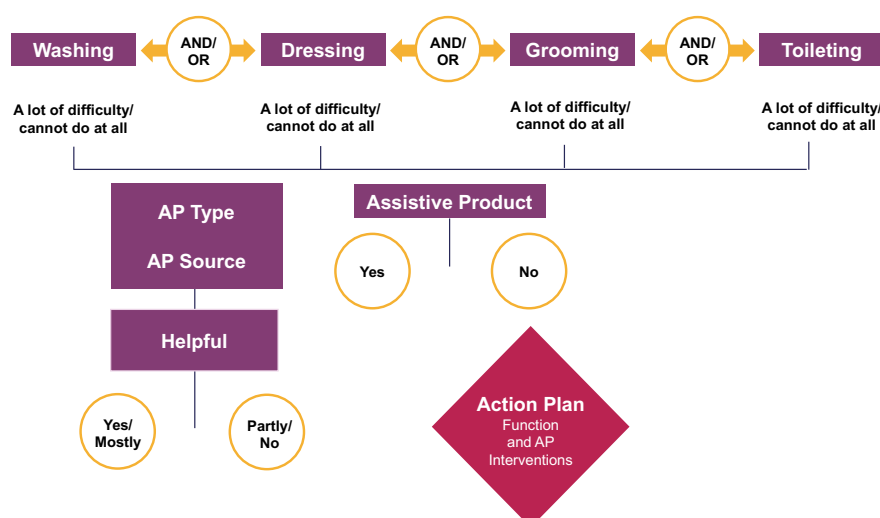 Washing
AND/
OR
Dressing
AND/
OR
Grooming
AND/
OR
Toileting
A lot of difficulty/
cannot do at all
A lot of difficulty/
cannot do at all
A lot of difficulty/
cannot do at all
A lot of difficulty/
cannot do at all
AP Type
AP Source
Assistive Product
Yes
No
Helpful
Yes/
Mostly
Partly/
No
Action Plan
Function
and AP
Interventions